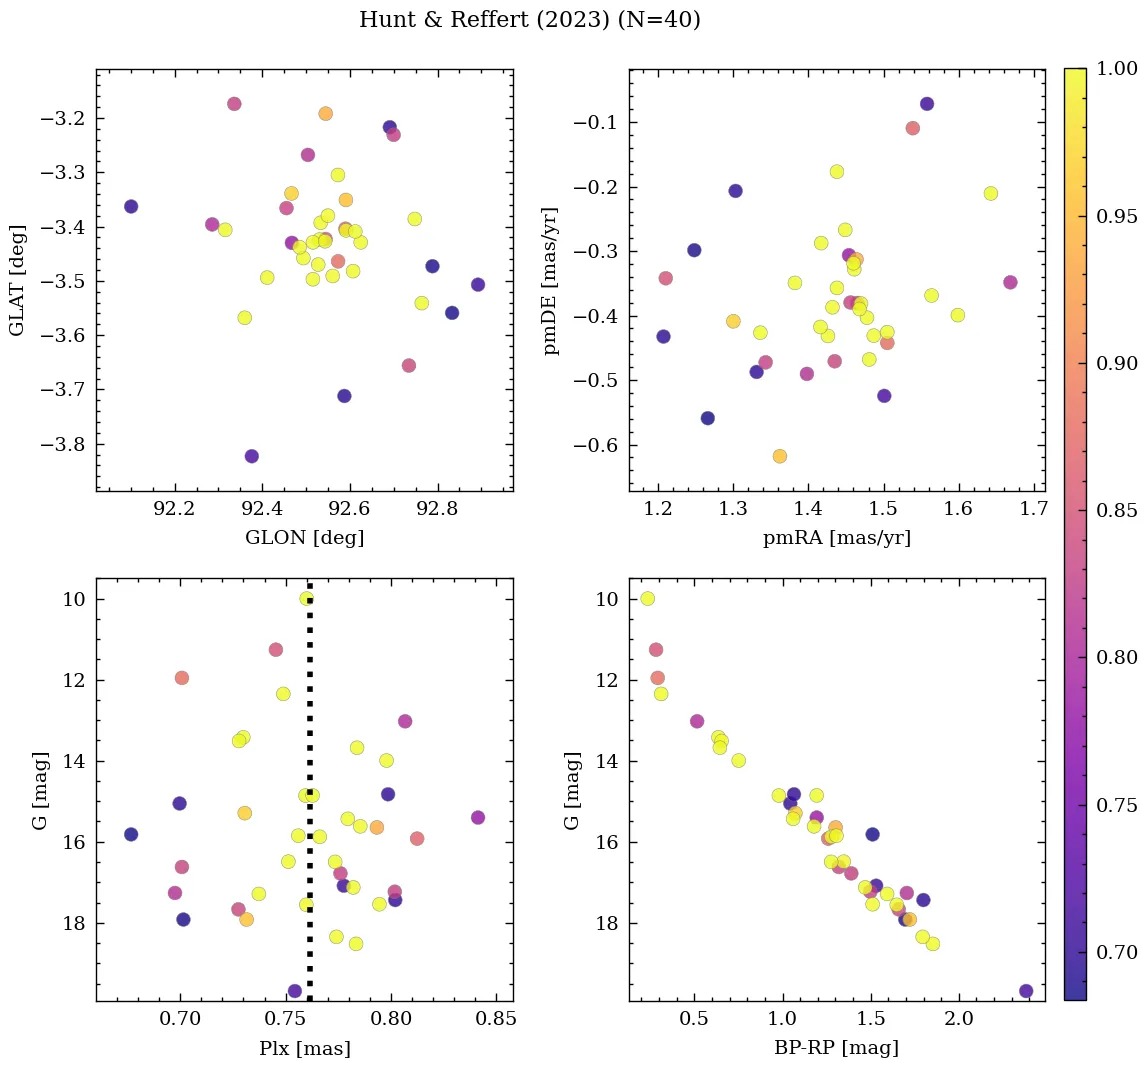 Hunt & Reffert (2023) (N=40)
−3.2
−3.3
−3.4
−3.5
−3.6
−3.7
−3.8
GLAT [deg]
92.2 92.4 92.6 92.8
GLON [deg]
−0.1
−0.2
−0.3
−0.4
−0.5
−0.6
pmDE [mas/yr]
1.2 1.3 1.4 1.5 1.6 1.7
pmRA [mas/yr]
10
12
14
16
18
G [mag]
0.70 0.75 0.80 0.85
Plx [mas]
10
12
14
16
18
G [mag]
0.5 1.0 1.5 2.0
BP-RP [mag]
1.00
0.95
0.90
0.85
0.80
0.75
0.70